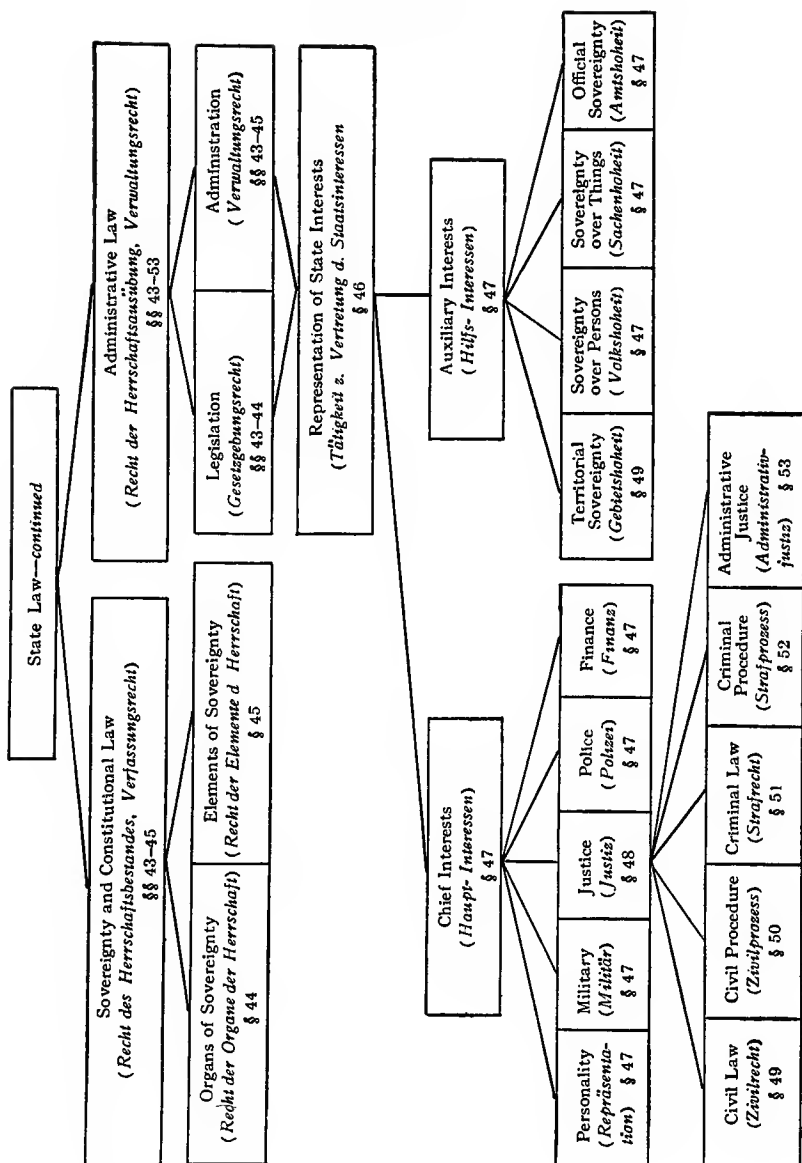 State Law—continued
Sovereignty and Constitutional Law
(Recht des Herrschaftsbestandes, Verfassungsrecht)
§§ 43-45
Administrative Law
(Recht der Herrschaftsausübung, Verwaltungsrecht)
§§ 43-53
Organs of Sovereignty
(Recht der Organe der Herrschaft)
§ 44
Elements of Sovereignty
(Recht der Elemente d Herrschaft)
§ 45
Legislation
(Gesetzgebungsrecht)
§§ 43-44
Administration
(Verwaltungsrecht)
§§ 43-45
Representation of State Interests
(Tätigkeit z. Vertretung d. Staatsinteressen
§ 46
Chief Interests
(Haupt- Interessen)
§ 47
Auxiliary Interests
(Hilfs- Interessen)
§ 47
Personality
(Repräsenta-
tion) § 47
Military
(Militär)
§ 47
Justice
(Justiz)
§ 48
Police
(Polizei)
§ 47
Finance
(Finanz)
§ 47
Territorial
Sovereignty
(Gebietshoheit)
§ 49
Sovereignty
over Persons
(Volkshoheit)
§ 47
Sovereignty
over Things
(Sachenhoheit)
§ 47
Official
Sovereignty
(Amtshoheit)
§ 47
Civil Law
(Zivilrecht)
§ 49
Civil Procedure
(Zivilprozess)
§ 50
Criminal Law
(Strafrecht)
§ 51
Criminal
Procedure
(Strafprozess)
§ 52
Administrative
Justice
(Administrativ-
justiz) § 53